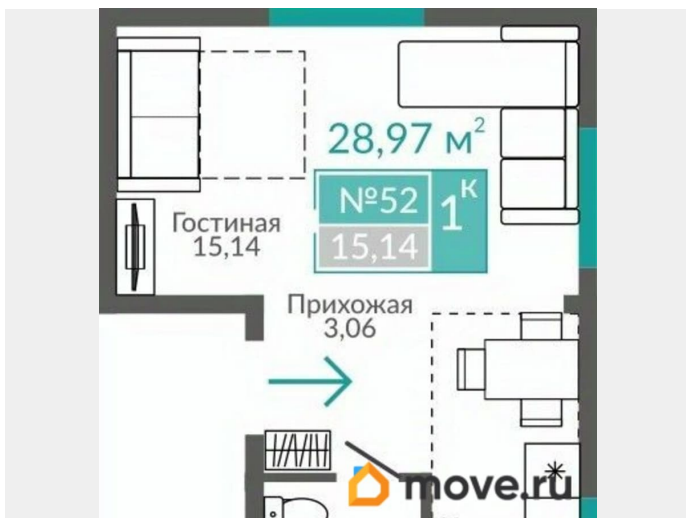 28,97 м²
№52
1К
15,14
Гостиная
15,14
Прихожая
3,06
move.ru